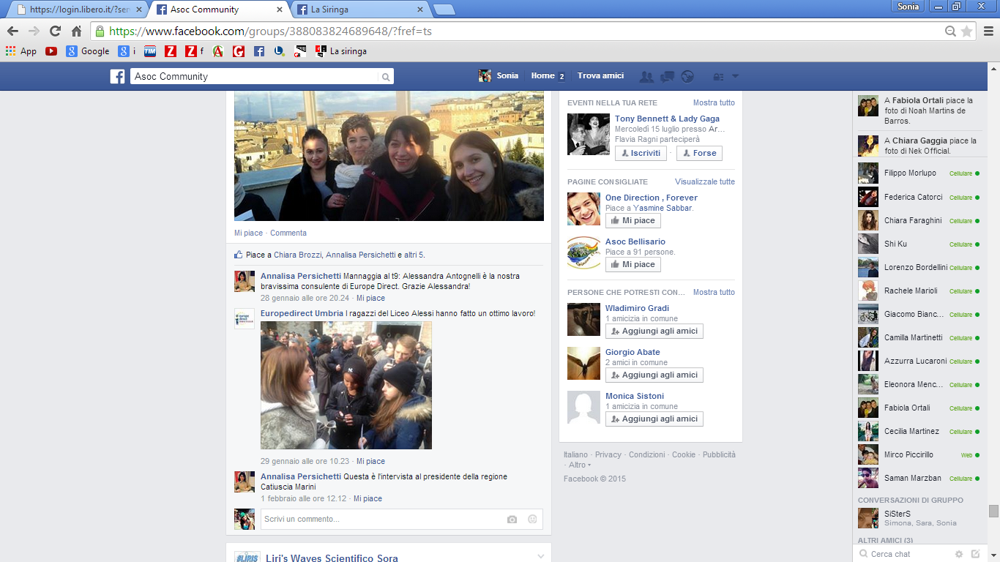 https://login.libero.it/?ser
Asoc Community
La Siringa
Sonia
https://www.facebook.com/groups/388083824689648/?fref=ts
App
Google
i
TIM
Z
Z f
A
G
L
La siringa
Asoc Community
Sonia
Home 2
Trova amici
Mi piace · Commenta
Piace a Chiara Brozzi, Annalisa Persichetti e altri 5.
Annalisa Persichetti Mannaggia al t9: Alessandra Antognelli è la nostra
bravissima consulente di Europe Direct. Grazie Alessandra!
28 gennaio alle ore 20.24 · Mi piace
europe direct
Europedirect Umbria I ragazzi del Liceo Alessi hanno fatto un ottimo lavoro!
29 gennaio alle ore 10.23 · Mi piace
Annalisa Persichetti Questa è l'intervista al presidente della regione
Catiuscia Marini
1 febbraio alle ore 12.12 · Mi piace
Scrivi un commento...
#LIRIS
Liri's Waves Scientifico Sora
EVENTI NELLA TUA RETE
Mostra tutto
Tony Bennett & Lady Gaga
Mercoledì 15 luglio presso Ar...
Flavia Ragni parteciperà
Iscriviti · Forse
PAGINE CONSIGLIATE
Visualizzale tutte
One Direction , Forever
Piace a Yasmine Sabbar.
Mi piace
Asoc Bellisario
Piace a 91 persone.
Mi piace
PERSONE CHE POTRESTI CON...
Mostra tutto
Wladimiro Gradi
1 amicizia in comune
Aggiungi agli amici
Giorgio Abate
2 amici in comune
Aggiungi agli amici
Monica Sistoni
1 amicizia in comune
Aggiungi agli amici
Italiano · Privacy · Condizioni · Cookie · Pubblicità
· Altro
Facebook © 2015
A Fabiola Ortali piace la
foto di Noah Martins de
Barros.
A Chiara Gaggia piace la
foto di Nek Official.
Filippo Morlupo Cellulare
Federica Catorci Cellulare
Chiara Faraghini Cellulare
Shi Ku Cellulare
Lorenzo Bordellini Cellulare
Rachele Marioli Cellulare
Giacomo Bianc... Cellulare
Camilla Martinetti Cellulare
Azzurra Lucaroni Cellulare
Eleonora Menc... Cellulare
Fabiola Ortali Cellulare
Cecilia Martinez Cellulare
Mirco Piccirillo Web
Saman Marzban Cellulare
CONVERSAZIONI DI GRUPPO
SiSterS
Simona, Sara, Sonia
ALTRI AMICI (3)
Cerca chat